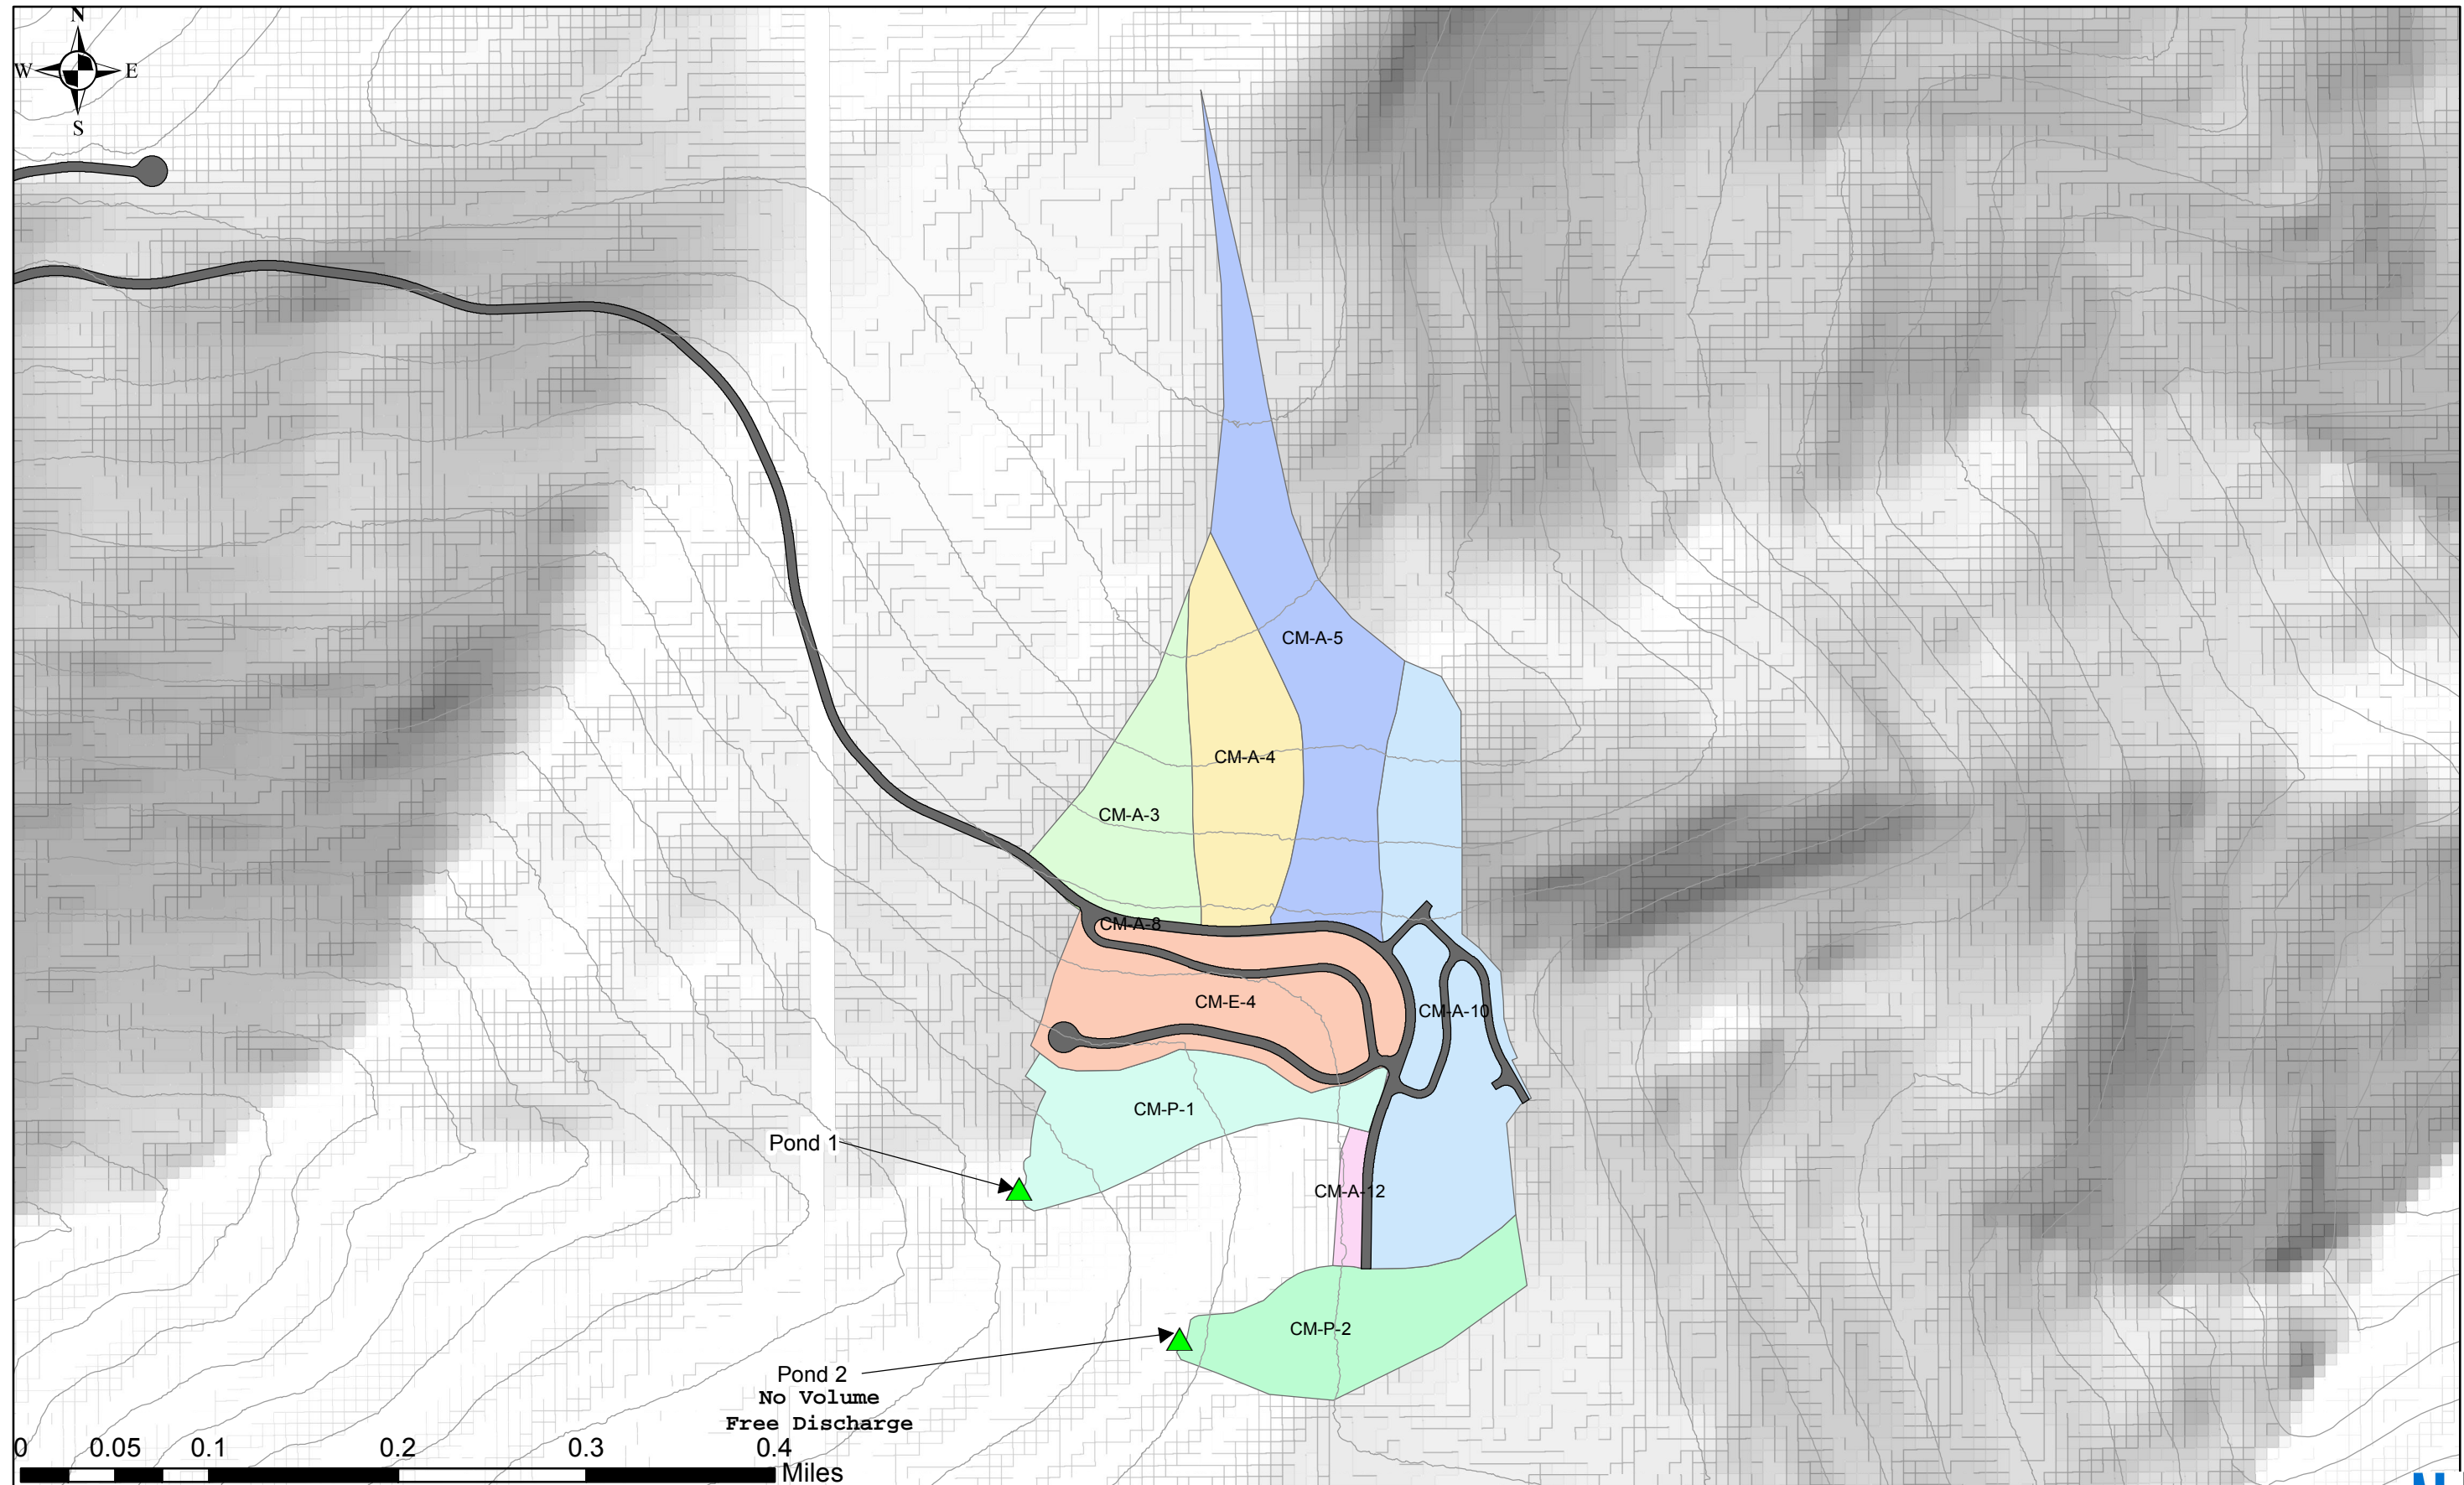 N
W E
S
CM-A-5
CM-A-4
CM-A-3
CM-A-8
CM-E-4
CM-A-10
CM-P-1
Pond 1
CM-A-12
CM-P-2
Pond 2
No Volume
Free Discharge
0 0.05 0.1 0.2 0.3 0.4
Miles